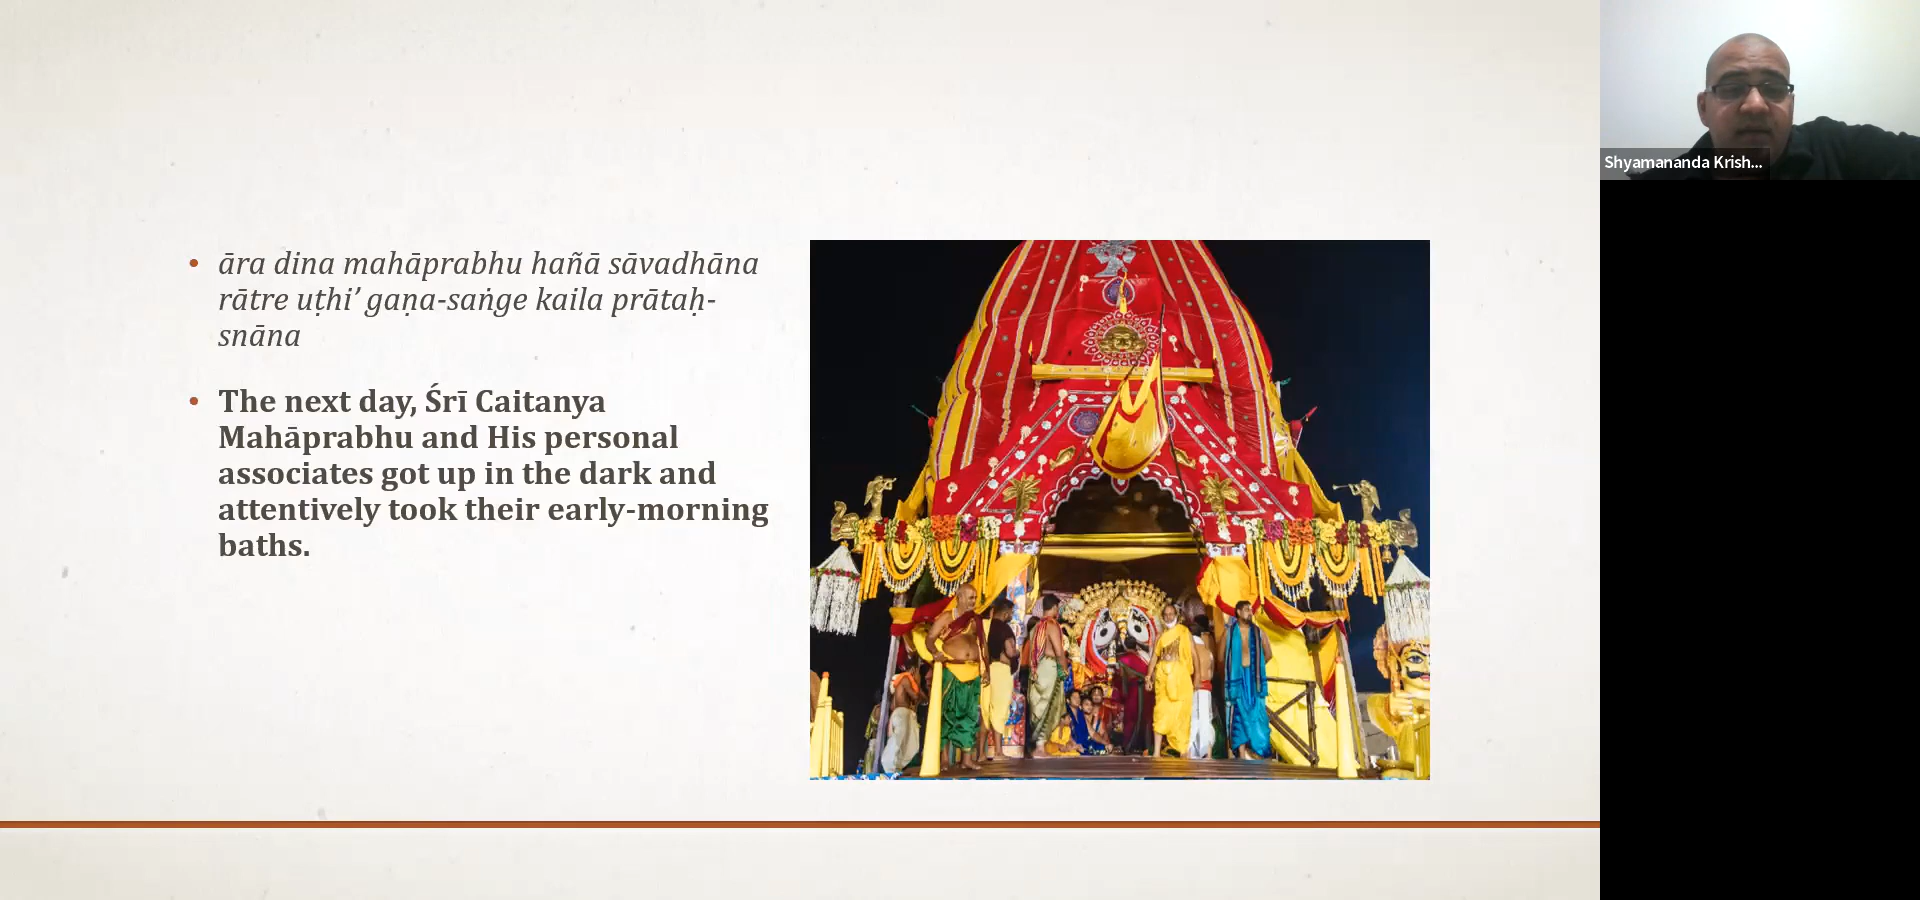 āra dina mahāprabhu hañā sāvadhāna
rātre uṭhi’ gaṇa-saṅge kaila prātaḥ-
snāna
The next day, Śrī Caitanya
Mahāprabhu and His personal
associates got up in the dark and
attentively took their early-morning
baths.
Shyamananda Krish...